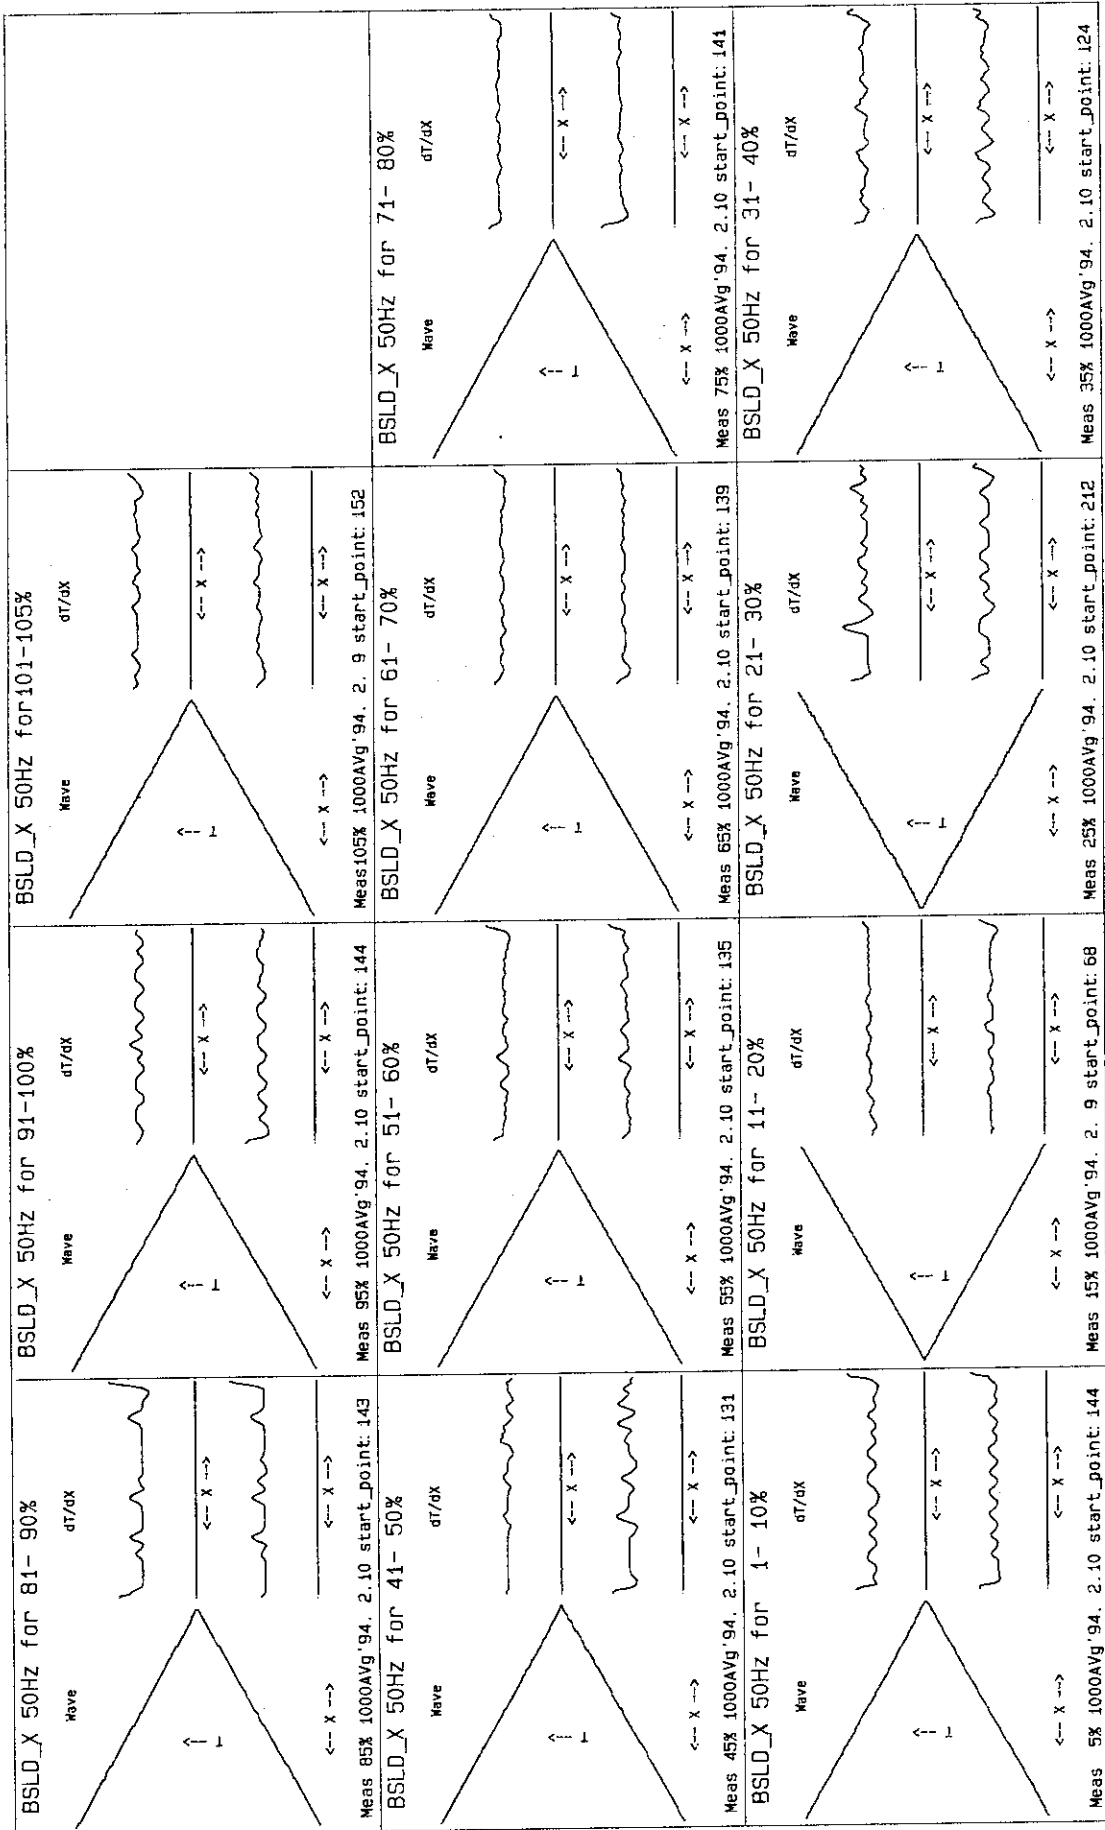 BSLD_X 50Hz for 81- 90%
Wave
dT/dX
<-- T
<-- X -->
<-- X -->
<-- X -->
Meas 85% 1000AVg'94. 2.10 start_point: 143
BSLD_X 50Hz for 91-100%
Wave
dT/dX
<-- T
<-- X -->
<-- X -->
<-- X -->
Meas 95% 1000AVg'94. 2.10 start_point: 144
BSLD_X 50Hz for101-105%
Wave
dT/dX
<-- T
<-- X -->
<-- X -->
<-- X -->
Meas105% 1000AVg'94. 2. 9 start_point: 152
BSLD_X 50Hz for 41- 50%
Wave
dT/dX
<-- T
<-- X -->
<-- X -->
<-- X -->
Meas 45% 1000AVg'94. 2.10 start_point: 131
BSLD_X 50Hz for 51- 60%
Wave
dT/dX
<-- T
<-- X -->
<-- X -->
<-- X -->
Meas 55% 1000AVg'94. 2.10 start_point: 135
BSLD_X 50Hz for 61- 70%
Wave
dT/dX
<-- T
<-- X -->
<-- X -->
<-- X -->
Meas 65% 1000AVg'94. 2.10 start_point: 139
BSLD_X 50Hz for 71- 80%
Wave
dT/dX
<-- T
<-- X -->
<-- X -->
<-- X -->
Meas 75% 1000AVg'94. 2.10 start_point: 141
BSLD_X 50Hz for 1- 10%
Wave
dT/dX
<-- T
<-- X -->
<-- X -->
<-- X -->
Meas 5% 1000AVg'94. 2.10 start_point: 144
BSLD_X 50Hz for 11- 20%
Wave
dT/dX
<-- T
<-- X -->
<-- X -->
<-- X -->
Meas 15% 1000AVg'94. 2. 9 start_point: 68
BSLD_X 50Hz for 21- 30%
Wave
dT/dX
<-- T
<-- X -->
<-- X -->
<-- X -->
Meas 25% 1000AVg'94. 2.10 start_point: 212
BSLD_X 50Hz for 31- 40%
Wave
dT/dX
<-- T
<-- X -->
<-- X -->
<-- X -->
Meas 35% 1000AVg'94. 2.10 start_point: 124